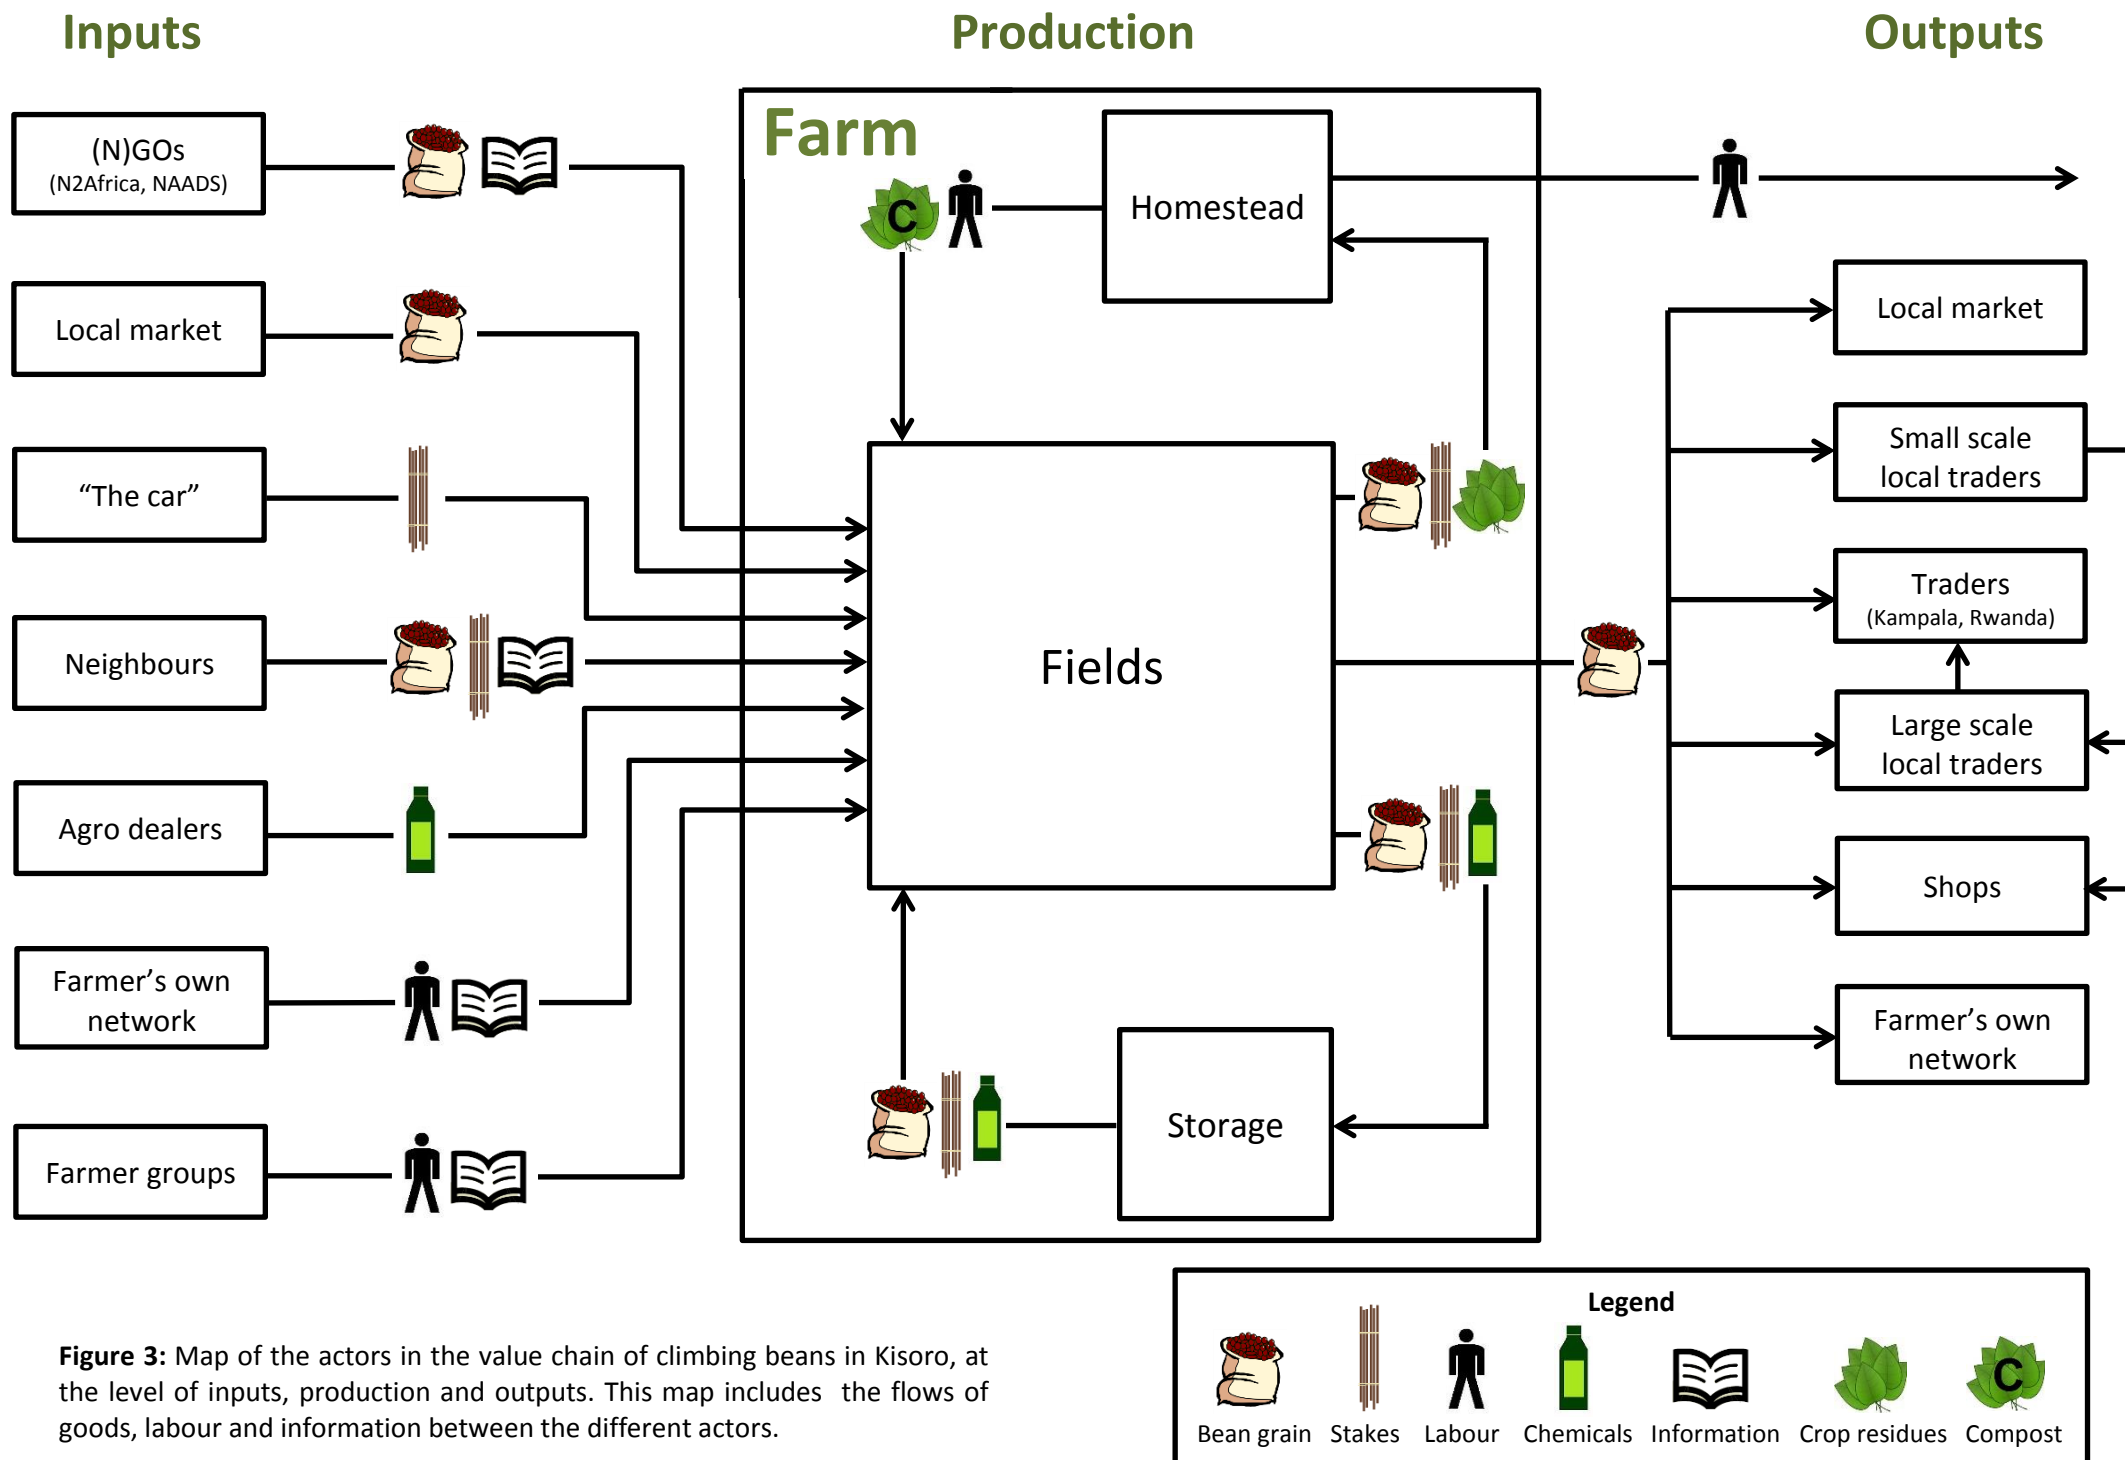 Inputs
Production
Outputs
Farm
(N)GOs
(N2Africa, NAADS)
Local market
“The car”
Neighbours
Agro dealers
Farmer’s own
network
Farmer groups
C
Homestead
Fields
Storage
Local market
Small scale
local traders
Traders
(Kampala, Rwanda)
Large scale
local traders
Shops
Farmer’s own
network
Legend
C
Bean grain Stakes Labour Chemicals Information Crop residues Compost
Figure 3: Map of the actors in the value chain of climbing beans in Kisoro, at
the level of inputs, production and outputs. This map includes the flows of
goods, labour and information between the different actors.